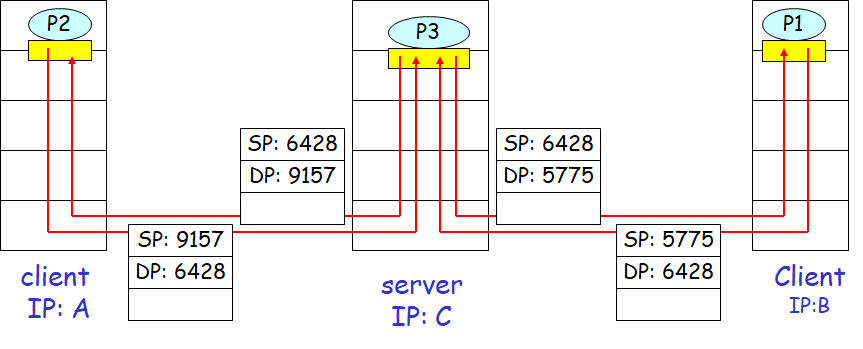 P2
P3
P1
SP: 6428
DP: 9157
SP: 6428
DP: 5775
SP: 9157
DP: 6428
SP: 5775
DP: 6428
client
IP: A
server
IP: C
Client
IP:B